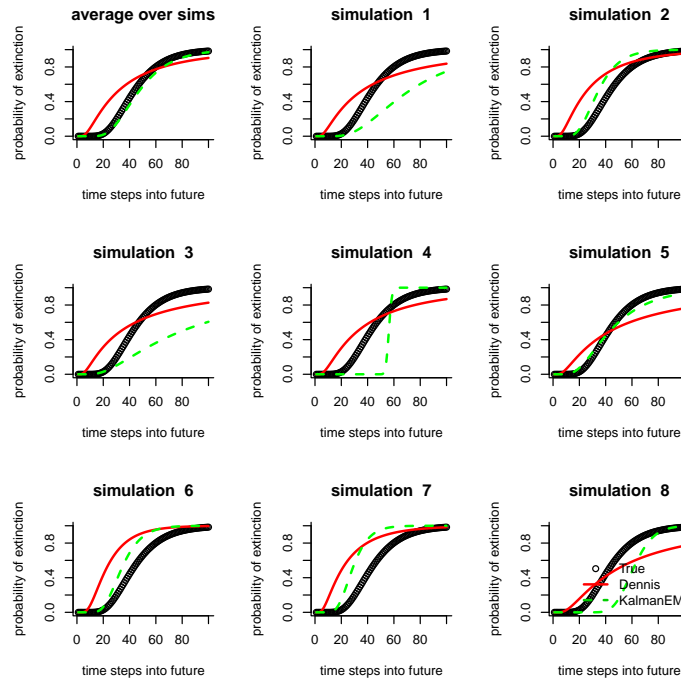 average over sims
probability of extinction
0.0 0.4 0.8
0 20 40 60 80
time steps into future
simulation 1
probability of extinction
0.0 0.4 0.8
0 20 40 60 80
time steps into future
simulation 2
probability of extinction
0.0 0.4 0.8
0 20 40 60 80
time steps into future
simulation 3
probability of extinction
0.0 0.4 0.8
0 20 40 60 80
time steps into future
simulation 4
probability of extinction
0.0 0.4 0.8
0 20 40 60 80
time steps into future
simulation 5
probability of extinction
0.0 0.4 0.8
0 20 40 60 80
time steps into future
simulation 6
probability of extinction
0.0 0.4 0.8
0 20 40 60 80
time steps into future
simulation 7
probability of extinction
0.0 0.4 0.8
0 20 40 60 80
time steps into future
simulation 8
probability of extinction
0.0 0.4 0.8
True
Dennis
KalmanEM
0 20 40 60 80
time steps into future